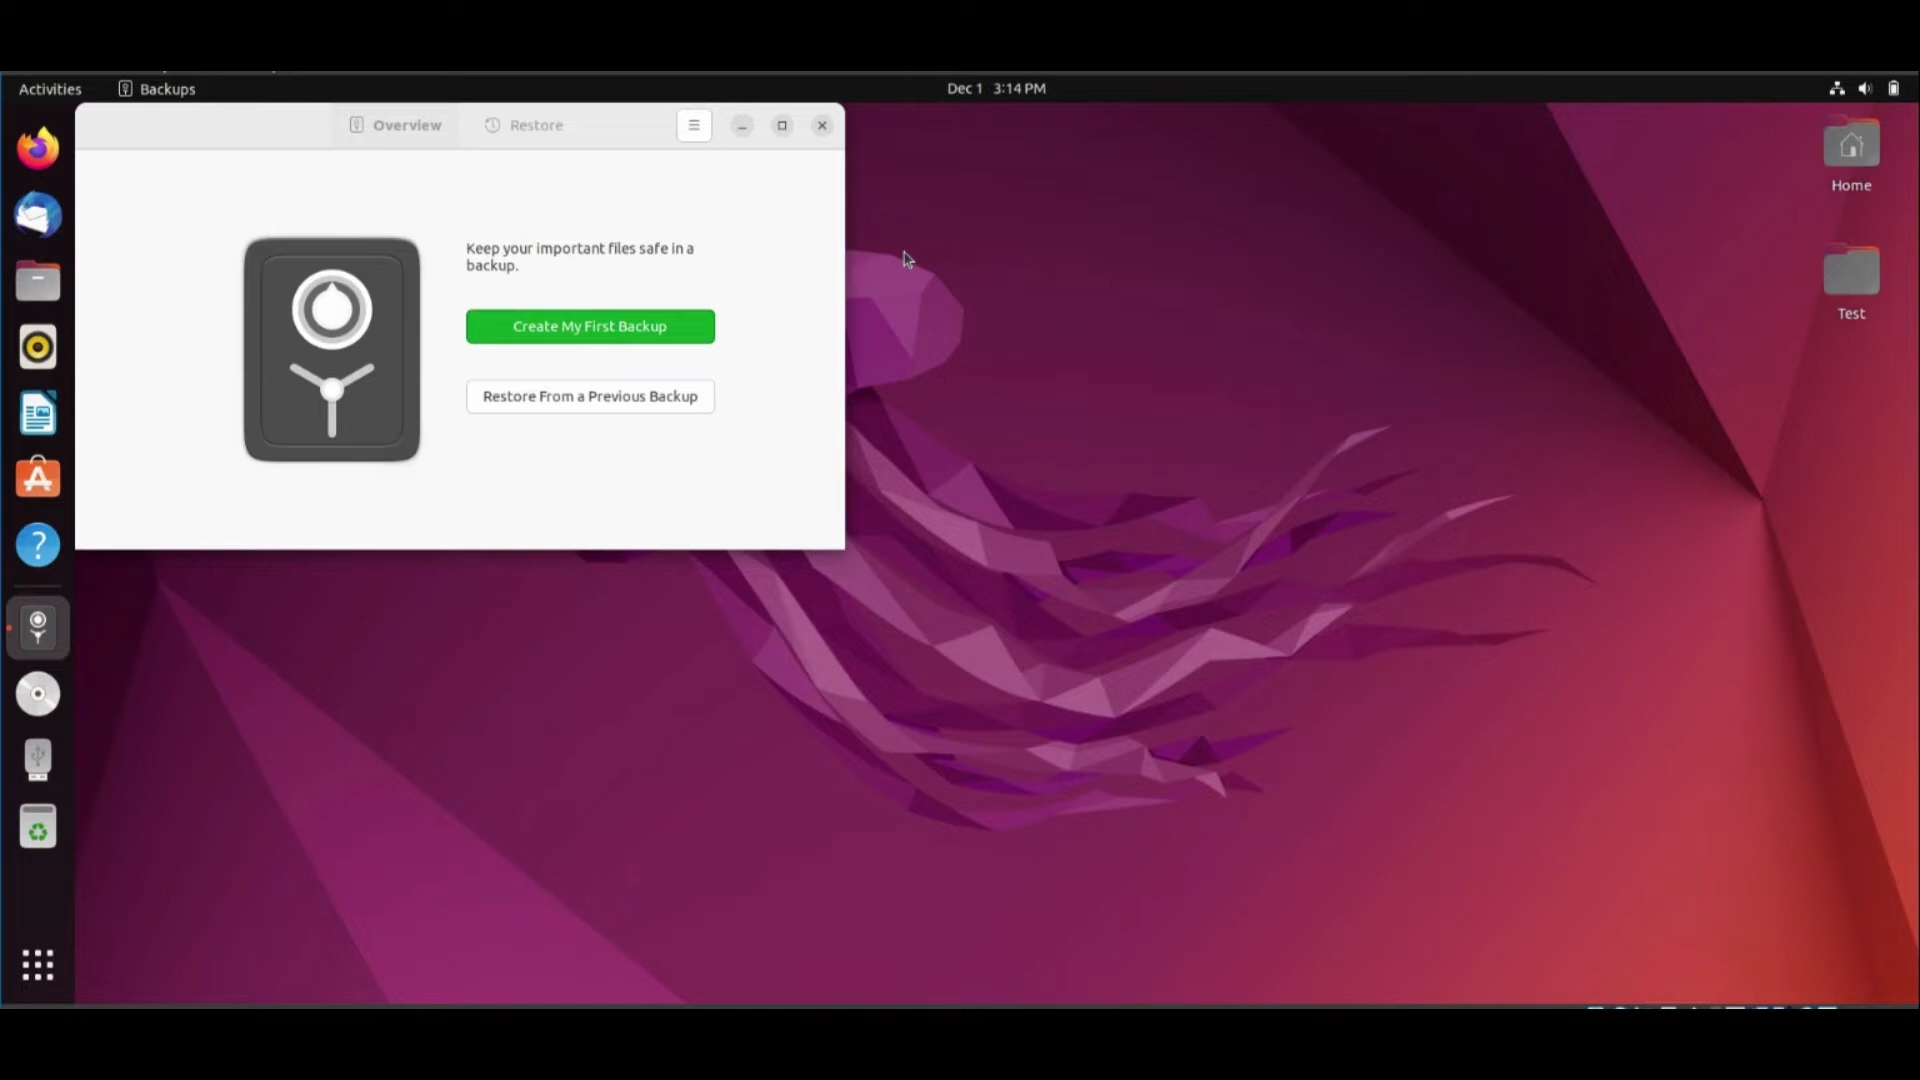 Activities
Backups
Dec 1 3:14 PM
Overview
Restore
Keep your important files safe in a
backup.
Create My First Backup
Restore From a Previous Backup
Home
Test